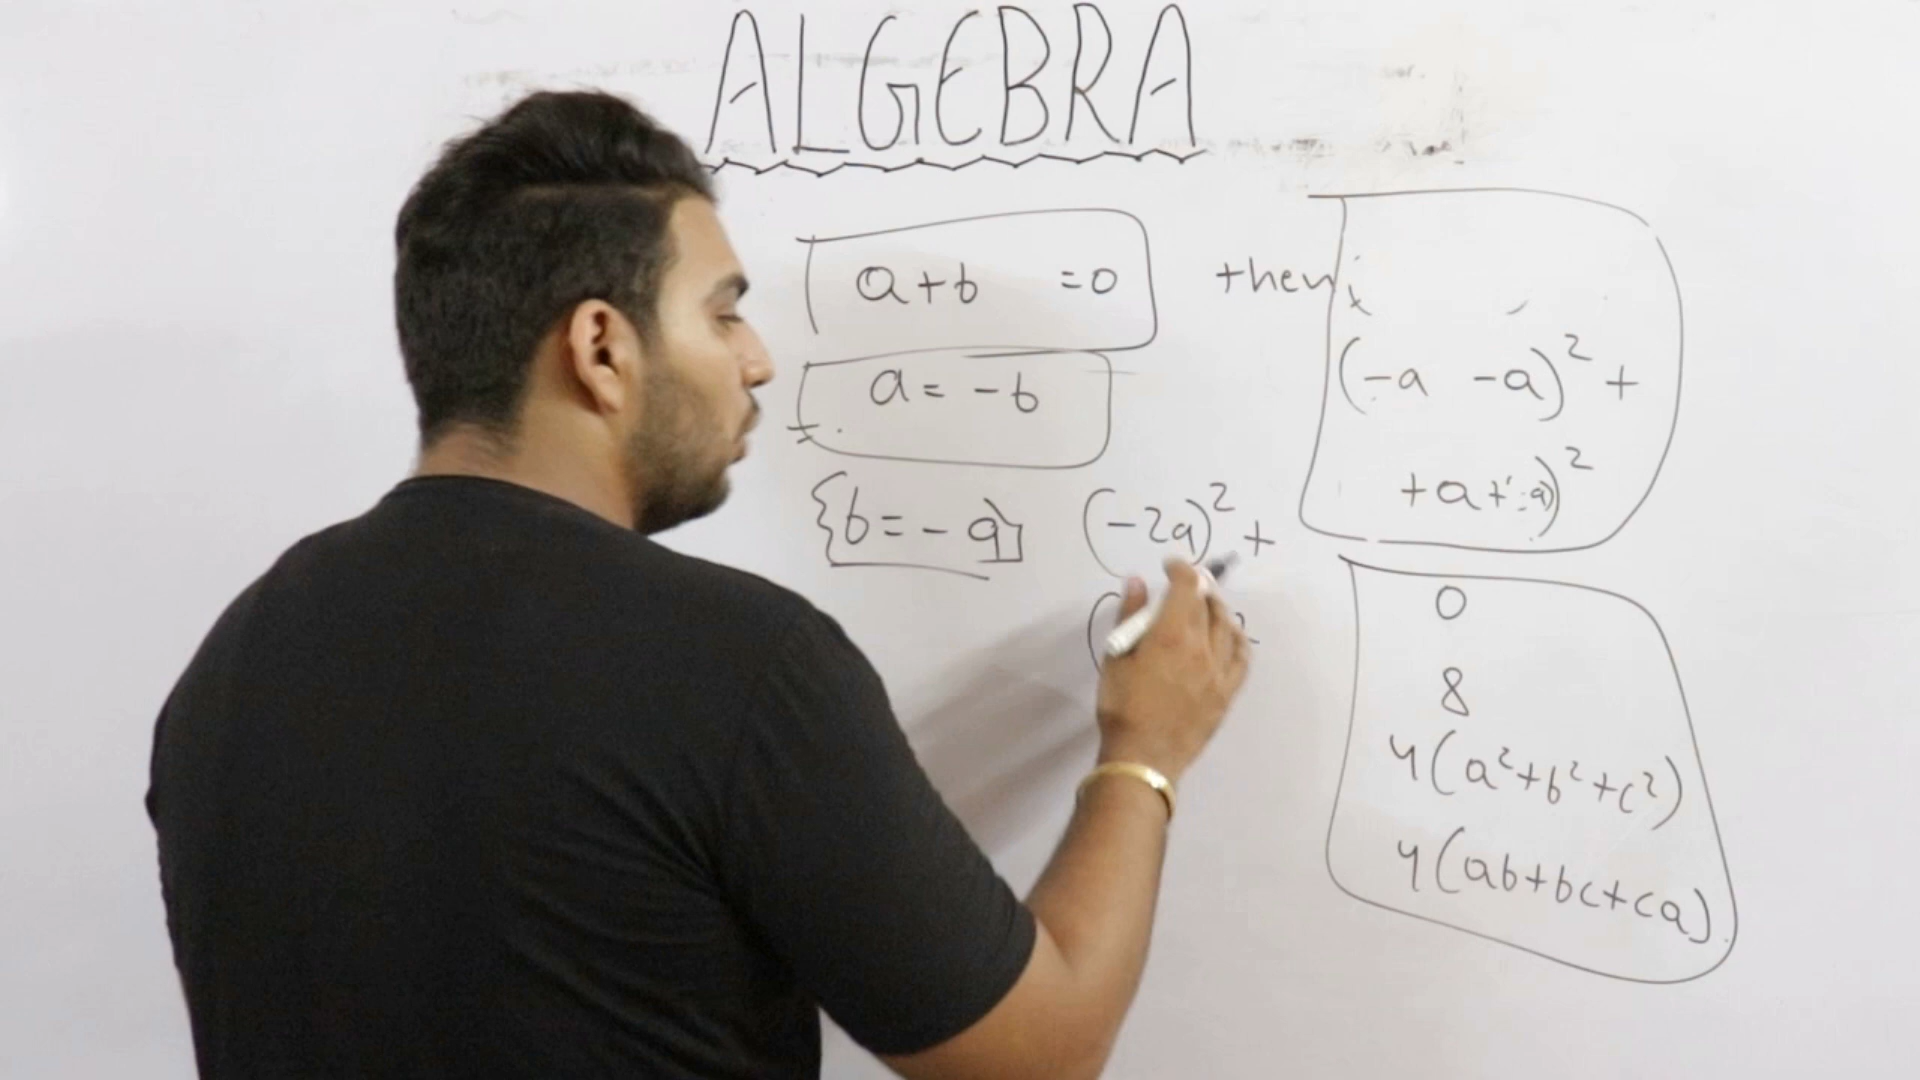 ALGEBRA
a+b =0 then
a = -b
{b = -a}
(-2a)² +
(-a -a)² +
+a+-a)²
0
8
4(a²+b²+c²)
4(ab+bc+ca)